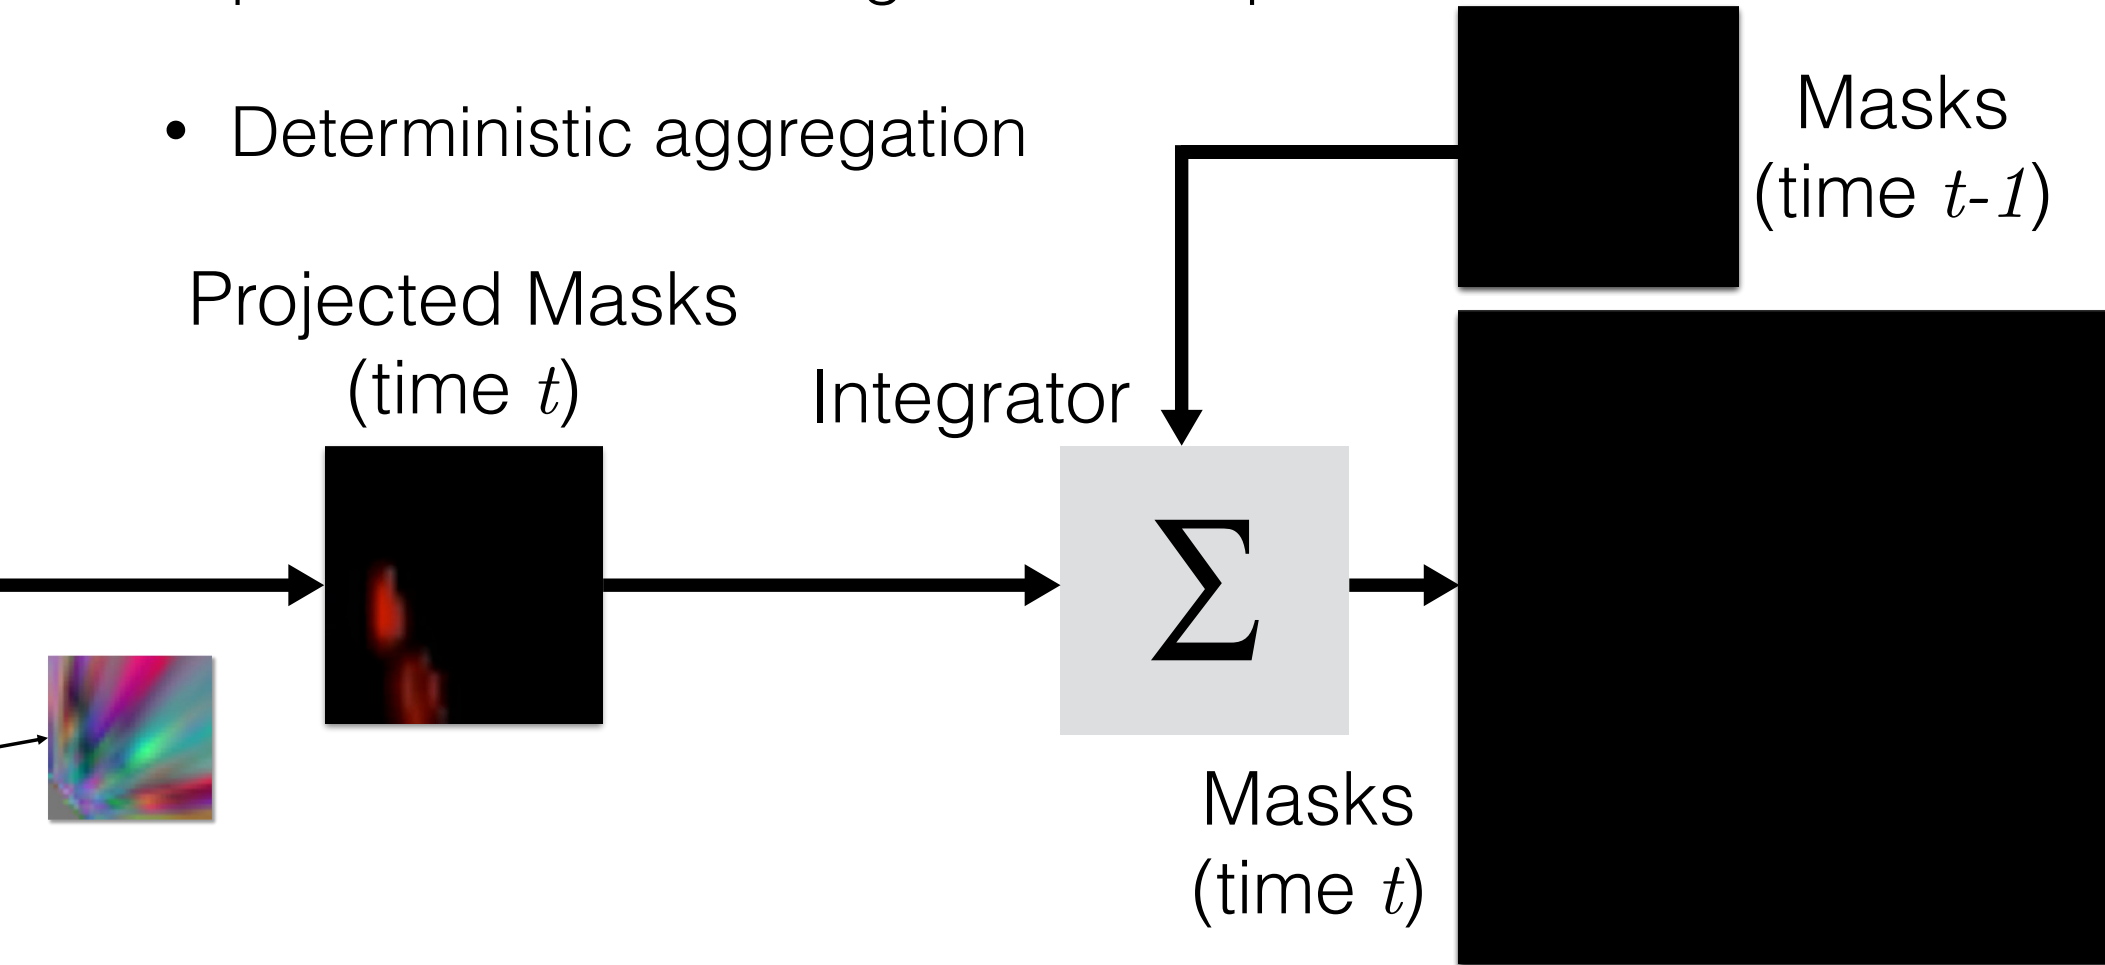 • Deterministic aggregation
Masks
(time t-1)
Projected Masks
(time t)
Integrator
Σ
Masks
(time t)